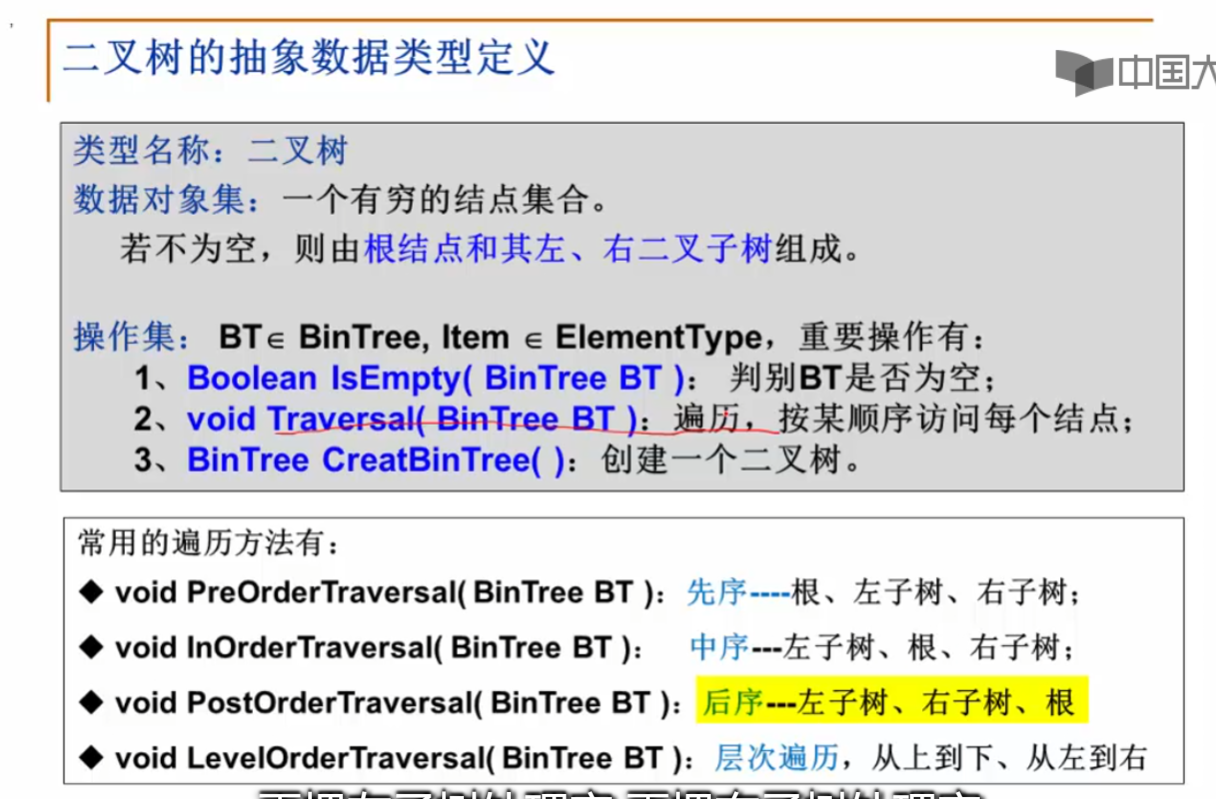 二叉树的抽象数据类型定义
中国大
类型名称：二叉树
数据对象集：一个有穷的结点集合。
若不为空，则由根结点和其左、右二叉子树组成。
操作集： BT∈ BinTree, Item ∈ ElementType，重要操作有：
1、Boolean IsEmpty( BinTree BT )： 判别BT是否为空；
2、void Traversal( BinTree BT )：遍历，按某顺序访问每个结点；
3、BinTree CreatBinTree( )：创建一个二叉树。
常用的遍历方法有：
◆ void PreOrderTraversal( BinTree BT )：先序----根、左子树、右子树；
◆ void InOrderTraversal( BinTree BT )： 中序---左子树、根、右子树；
◆ void PostOrderTraversal( BinTree BT )：后序---左子树、右子树、根
◆ void LevelOrderTraversal( BinTree BT )：层次遍历，从上到下、从左到右